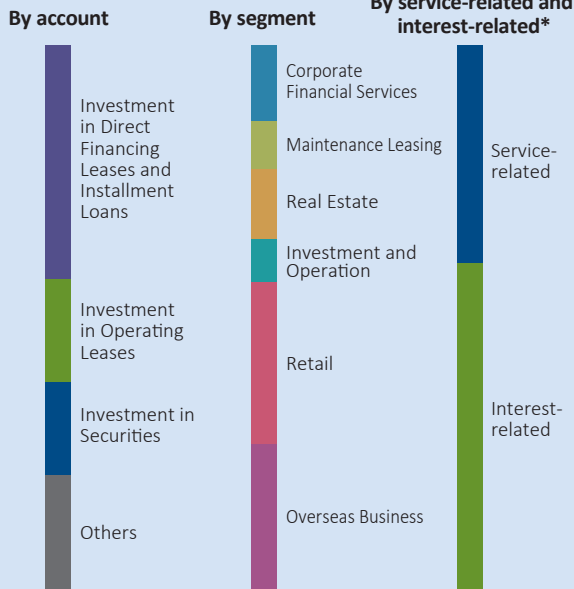 By account
Investment
in Direct
Financing
Leases and
Installment
Loans
Investment
in Operating
Leases
Investment in
Securities
Others
By segment
Corporate
Financial Services
Maintenance Leasing
Real Estate
Investment and
Operation
Retail
Overseas Business
By service-related and
interest-related*
Service-
related
Interest-
related